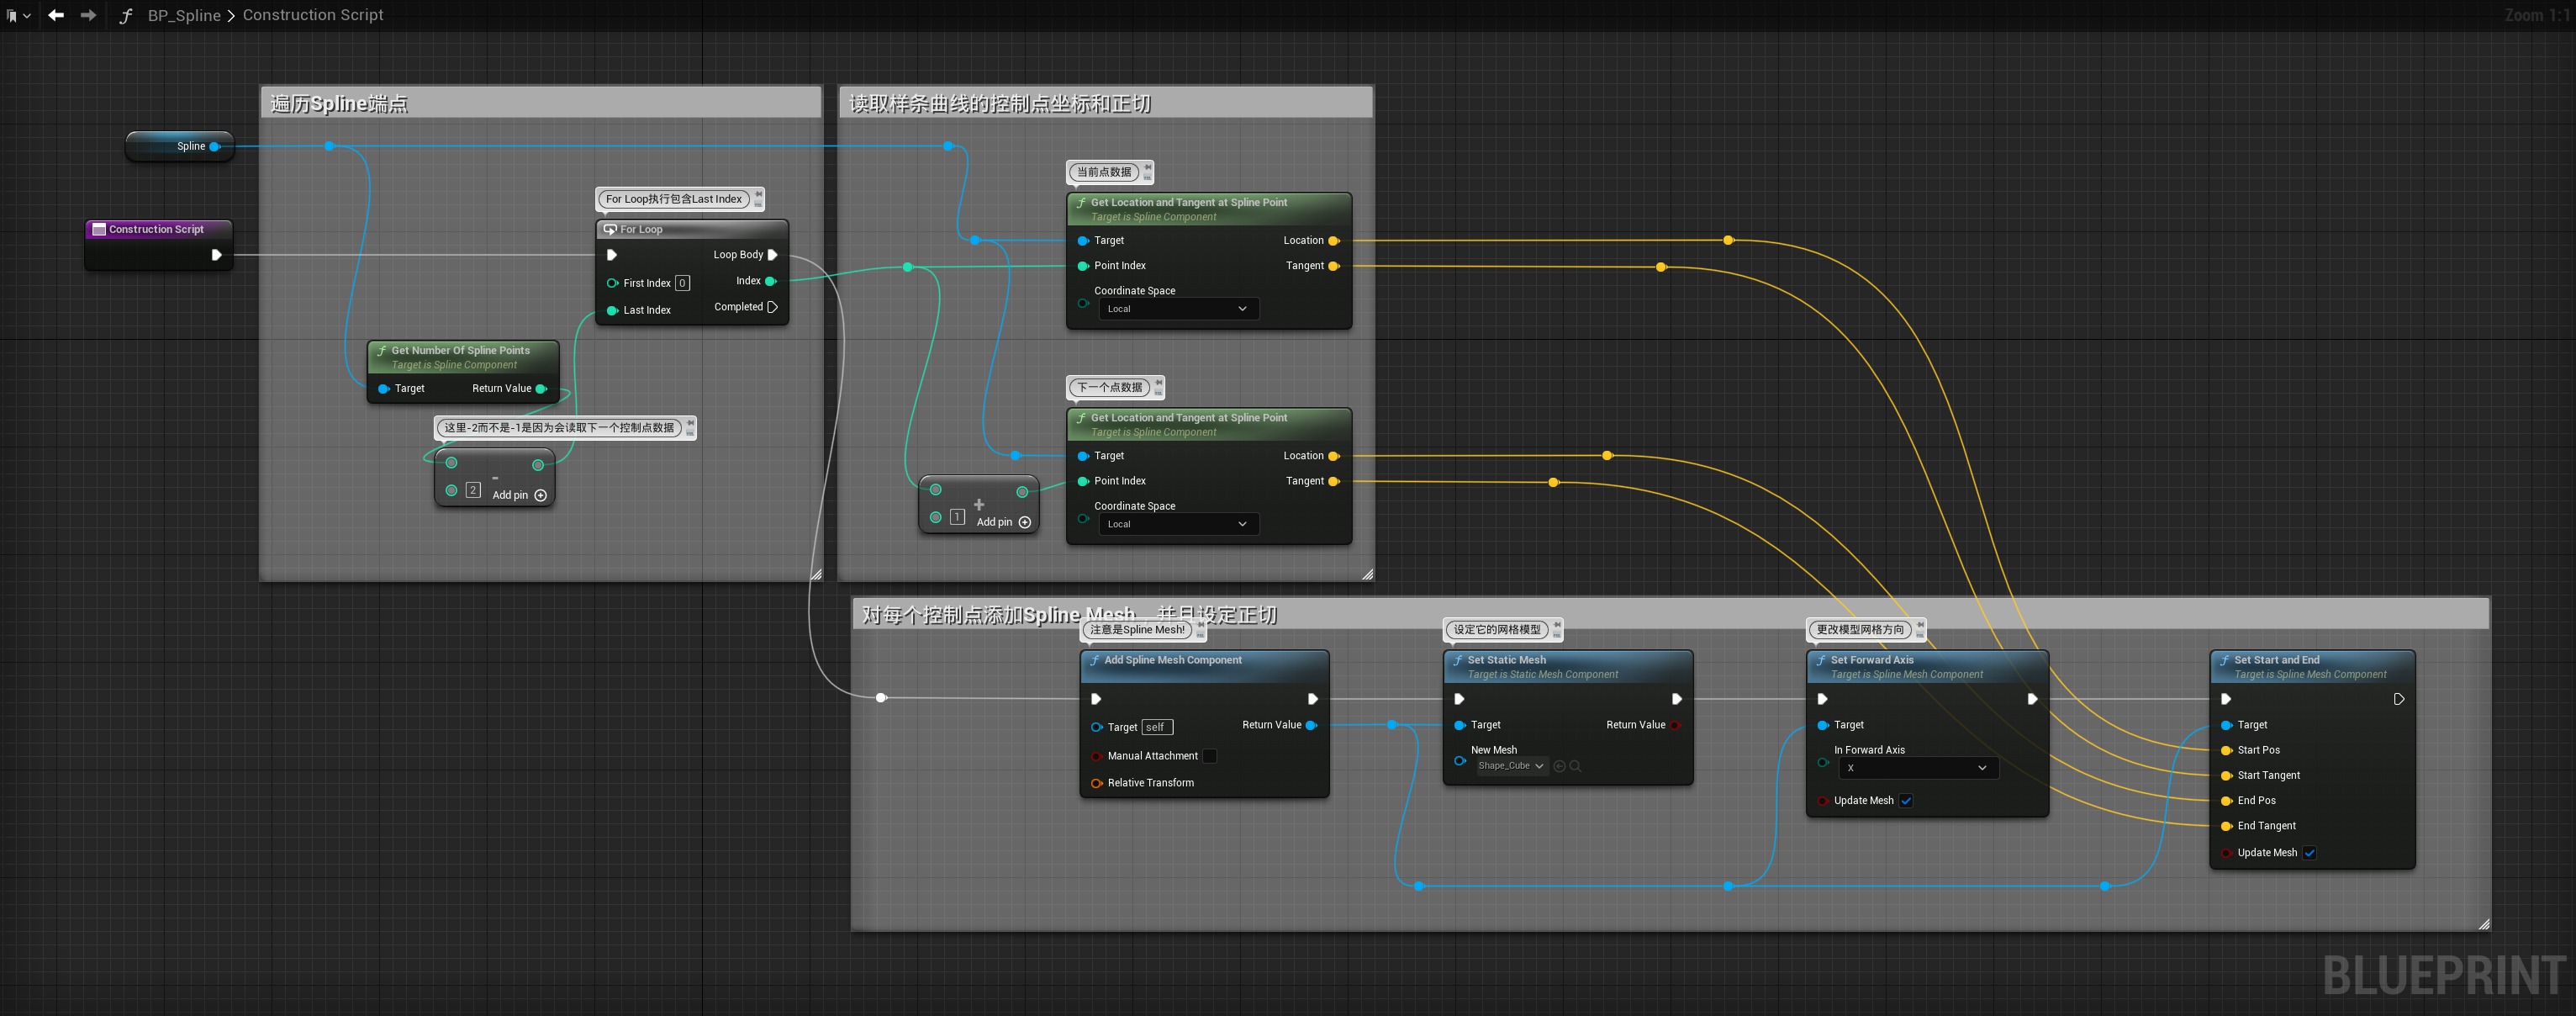 BP_Spline > Construction Script
Zoom 1:1
遍历Spline端点
Spline
Construction Script
For Loop执行包含Last Index
For Loop
Loop Body
First Index 0
Index
Last Index
Completed
Get Number Of Spline Points
Target is Spline Component
Target
Return Value
这里-2而不是-1是因为会读取下一个控制点数据
-
2
Add pin
读取样条曲线的控制点坐标和正切
当前点数据
Get Location and Tangent at Spline Point
Target is Spline Component
Target
Location
Point Index
Tangent
Coordinate Space
Local
下一个点数据
Get Location and Tangent at Spline Point
Target is Spline Component
Target
Location
Point Index
Tangent
Coordinate Space
Local
+
1
Add pin
对每个控制点添加Spline Mesh，并且设定正切
注意是Spline Mesh!
Add Spline Mesh Component
Target self
Return Value
Manual Attachment
Relative Transform
设定它的网格模型
Set Static Mesh
Target is Static Mesh Component
Target
Return Value
New Mesh
Shape_Cube
更改模型网格方向
Set Forward Axis
Target is Spline Mesh Component
Target
In Forward Axis
X
Update Mesh
Set Start and End
Target is Spline Mesh Component
Target
Start Pos
Start Tangent
End Pos
End Tangent
Update Mesh
BLUEPRINT